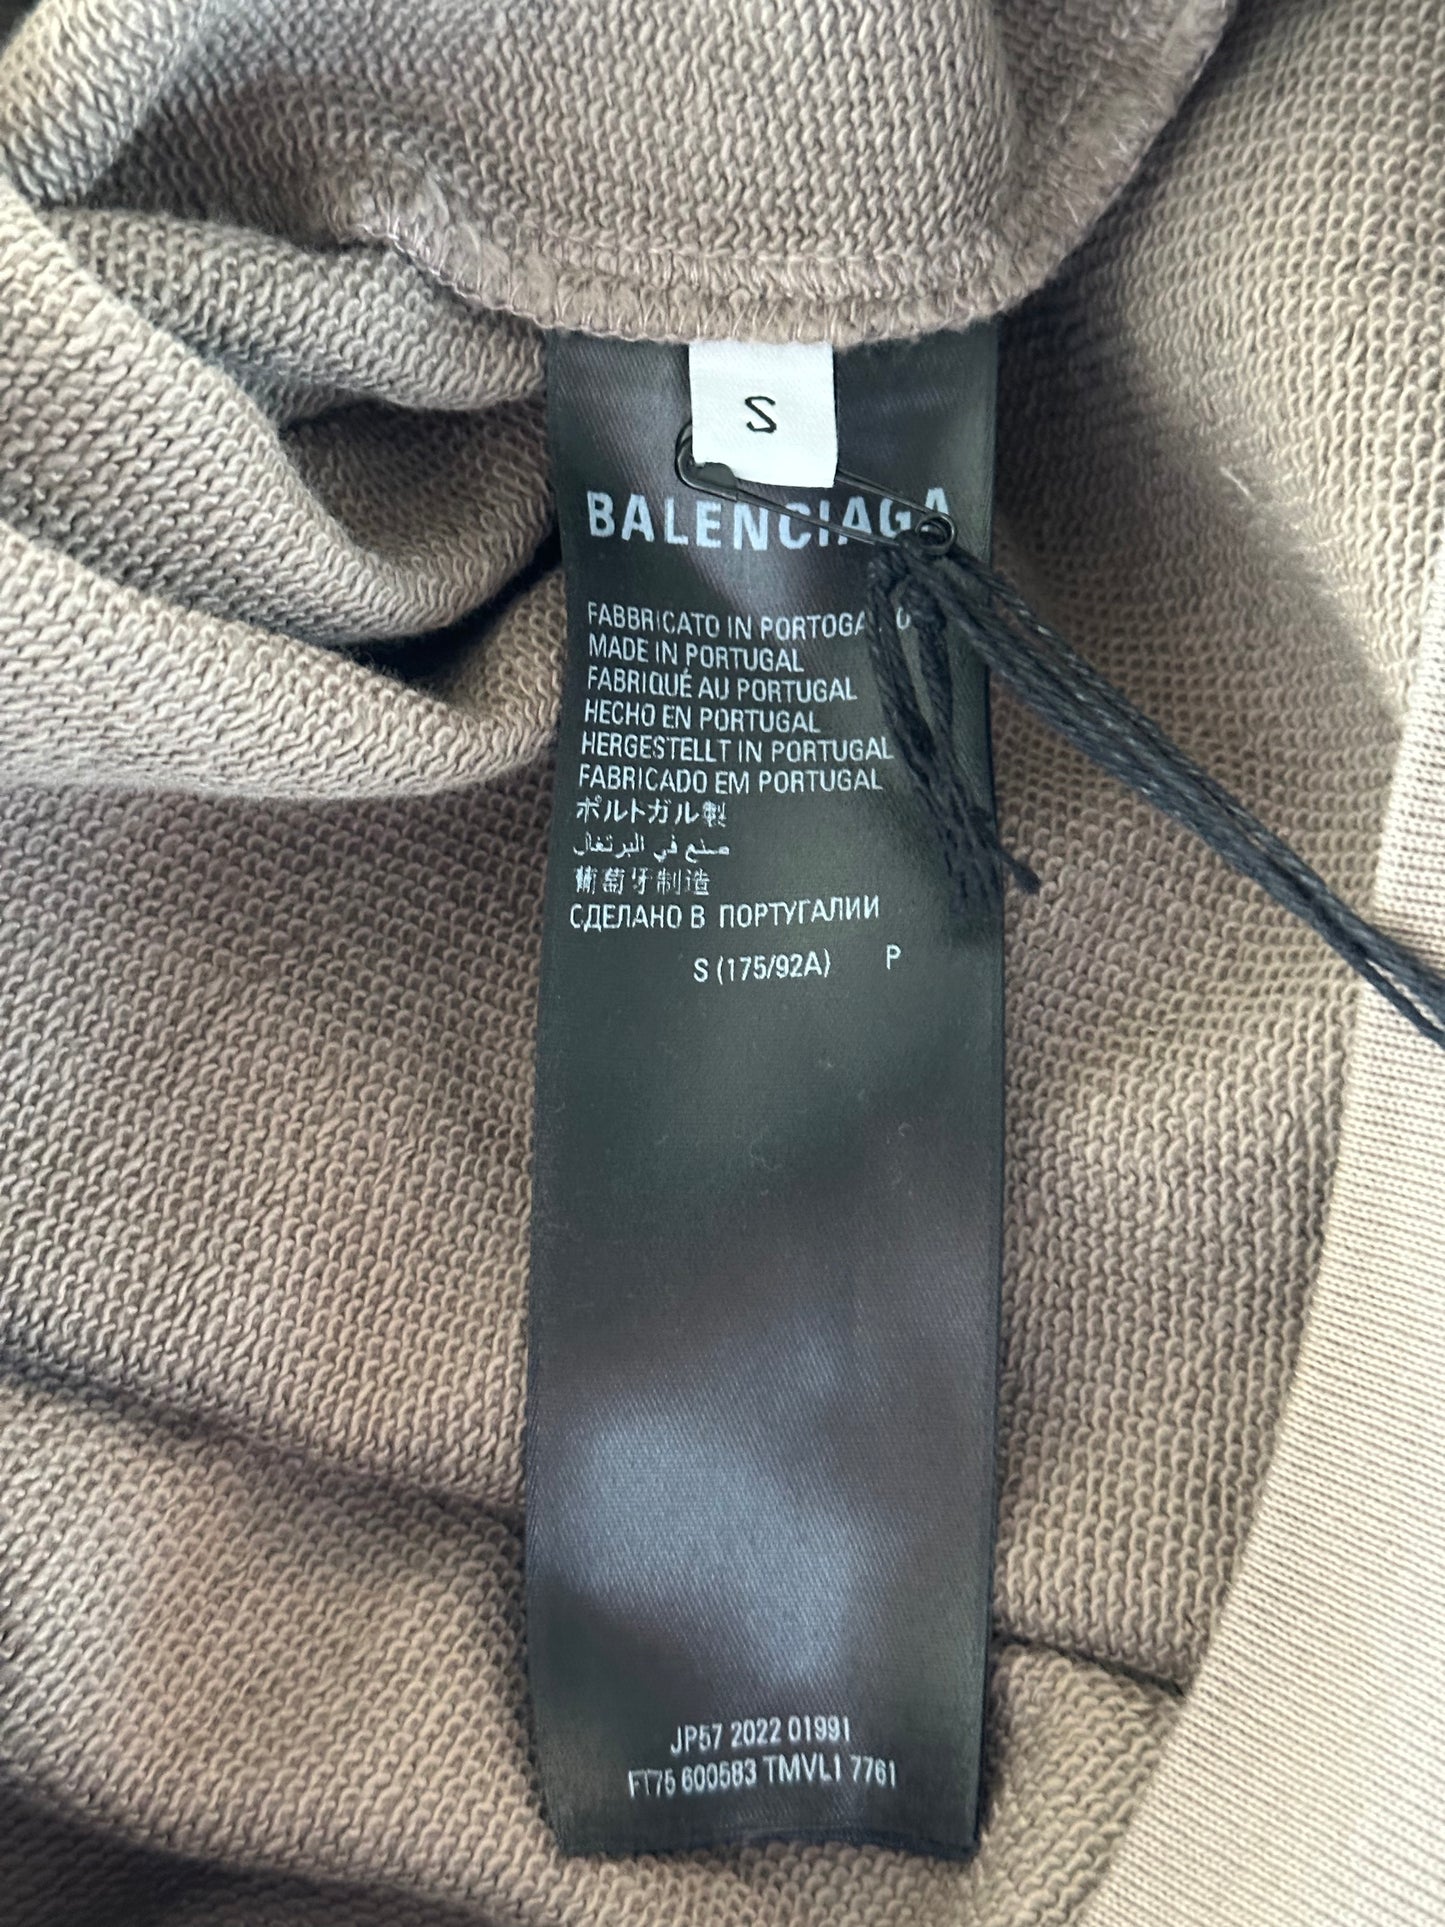 S
BALENCIAGA
FABBRICATO IN PORTOGALLO
MADE IN PORTUGAL
FABRIQUÉ AU PORTUGAL
HECHO EN PORTUGAL
HERGESTELLT IN PORTUGAL
FABRICADO EM PORTUGAL
ポルトガル製
صنع في البرتغال
葡萄牙制造
СДЕЛАНО В ПОРТУГАЛИИ
S (175/92A) P
JP57 2022 01991
FT75 600583 TMVL1 7761